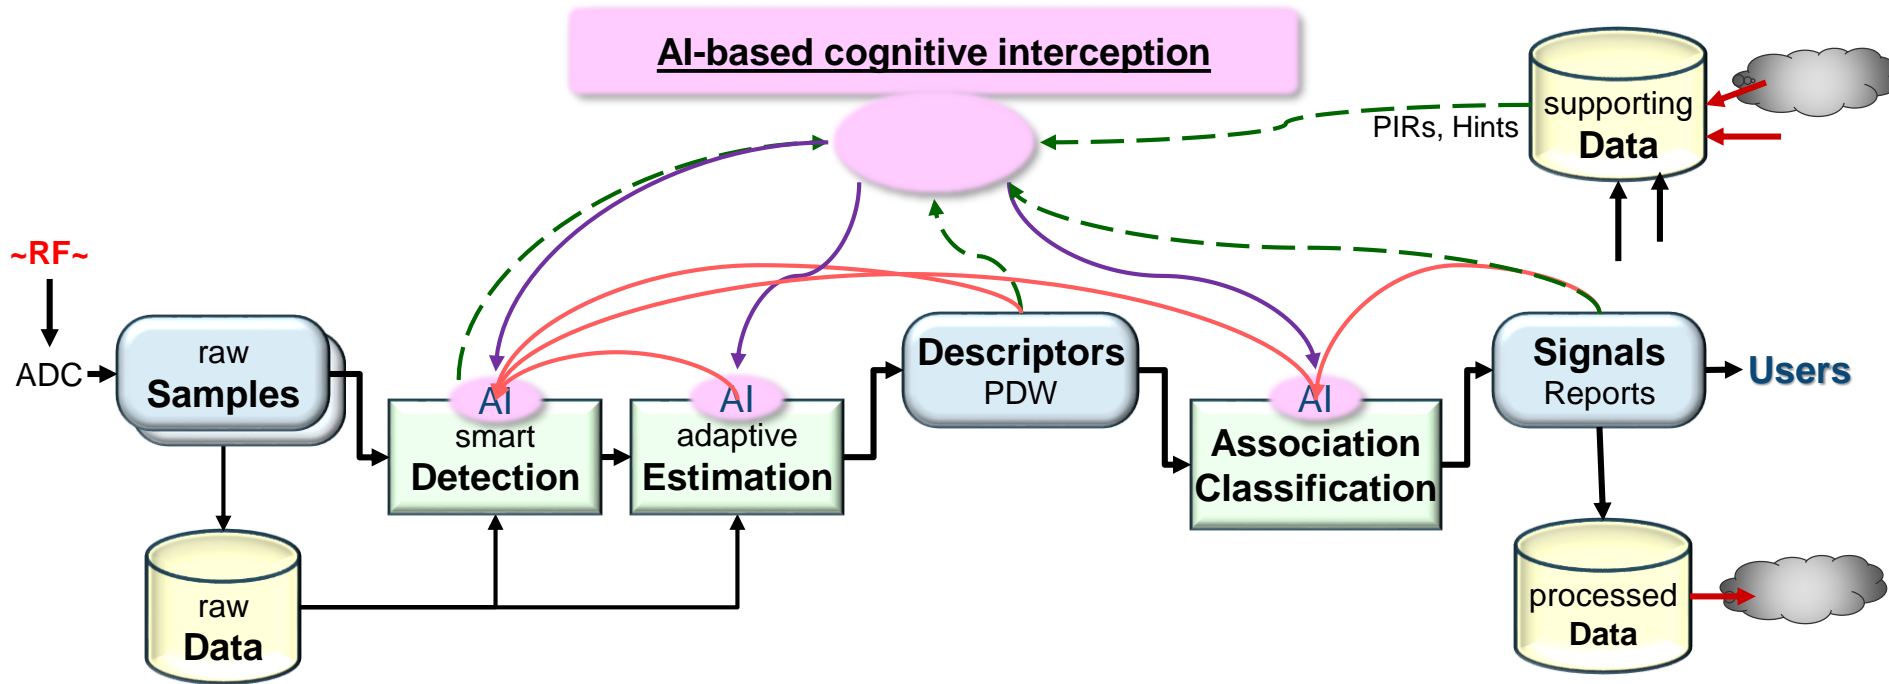 AI-based cognitive interception
supporting
Data
PIRs, Hints
~RF~
ADC
raw
Samples
AI
smart
Detection
AI
adaptive
Estimation
Descriptors
PDW
AI
Association
Classification
Signals
Reports
Users
raw
Data
processed
Data